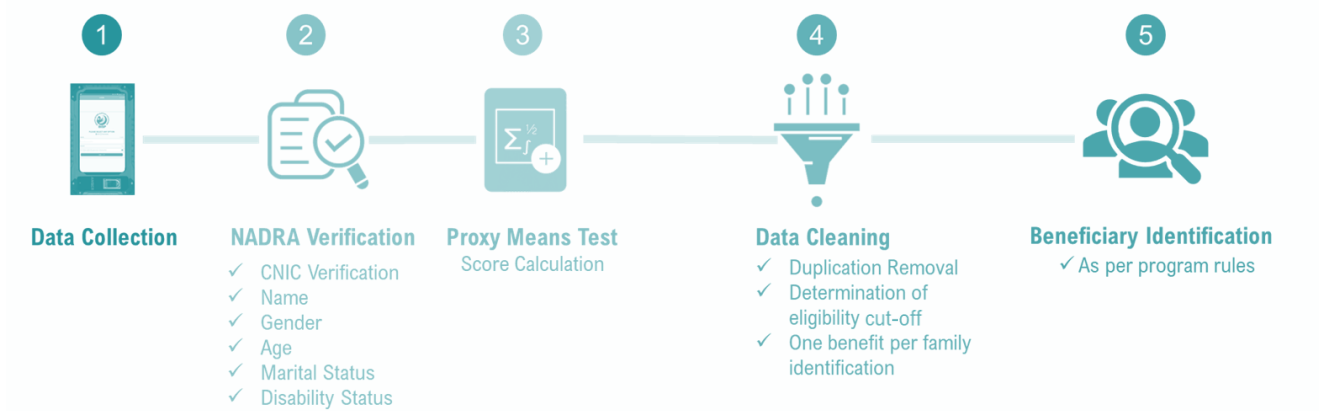 1
2
3
4
5
½
Σ∫
+
Data Collection
NADRA Verification
✓ CNIC Verification
✓ Name
✓ Gender
✓ Age
✓ Marital Status
✓ Disability Status
Proxy Means Test
Score Calculation
Data Cleaning
✓ Duplication Removal
✓ Determination of
eligibility cut-off
✓ One benefit per family
identification
Beneficiary Identification
✓ As per program rules